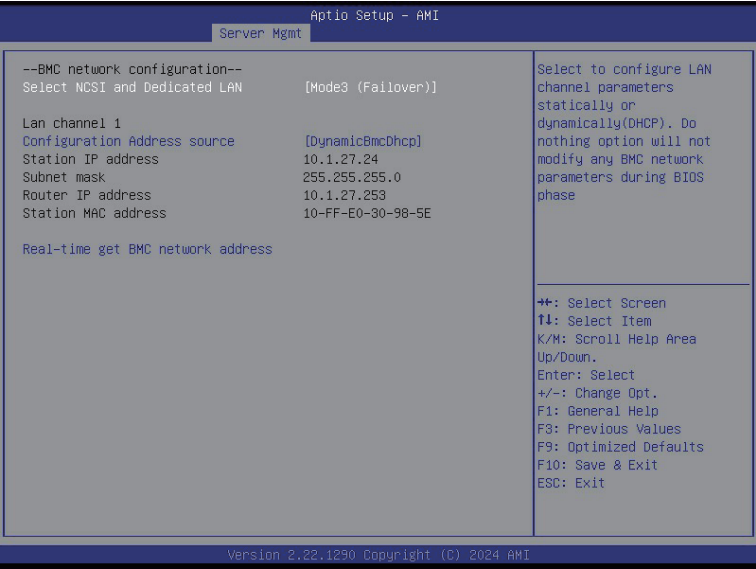 Aptio Setup - AMI
Server Mgmt
--BMC network configuration--
Select NCSI and Dedicated LAN [Mode3 (Failover)]
Lan channel 1
Configuration Address source [DynamicBmcDhcp]
Station IP address 10.1.27.24
Subnet mask 255.255.255.0
Router IP address 10.1.27.253
Station MAC address 10-FF-E0-30-98-5E
Real-time get BMC network address
Select to configure LAN
channel parameters
statically or
dynamically(DHCP). Do
nothing option will not
modify any BMC network
parameters during BIOS
phase
→←: Select Screen
↑↓: Select Item
K/M: Scroll Help Area
Up/Down.
Enter: Select
+/-: Change Opt.
F1: General Help
F3: Previous Values
F9: Optimized Defaults
F10: Save & Exit
ESC: Exit
Version 2.22.1290 Copyright (C) 2024 AMI